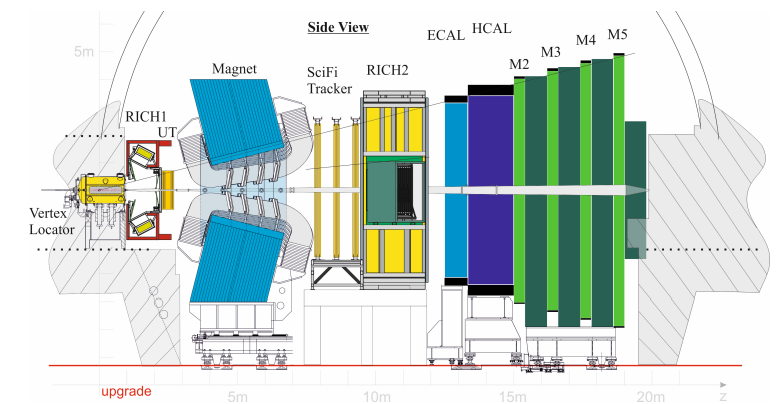 Side View
5m
ECAL
HCAL
M2
M3
M4
M5
Magnet
SciFi
Tracker
RICH2
RICH1
UT
Vertex
Locator
upgrade
5m
10m
15m
20m
z